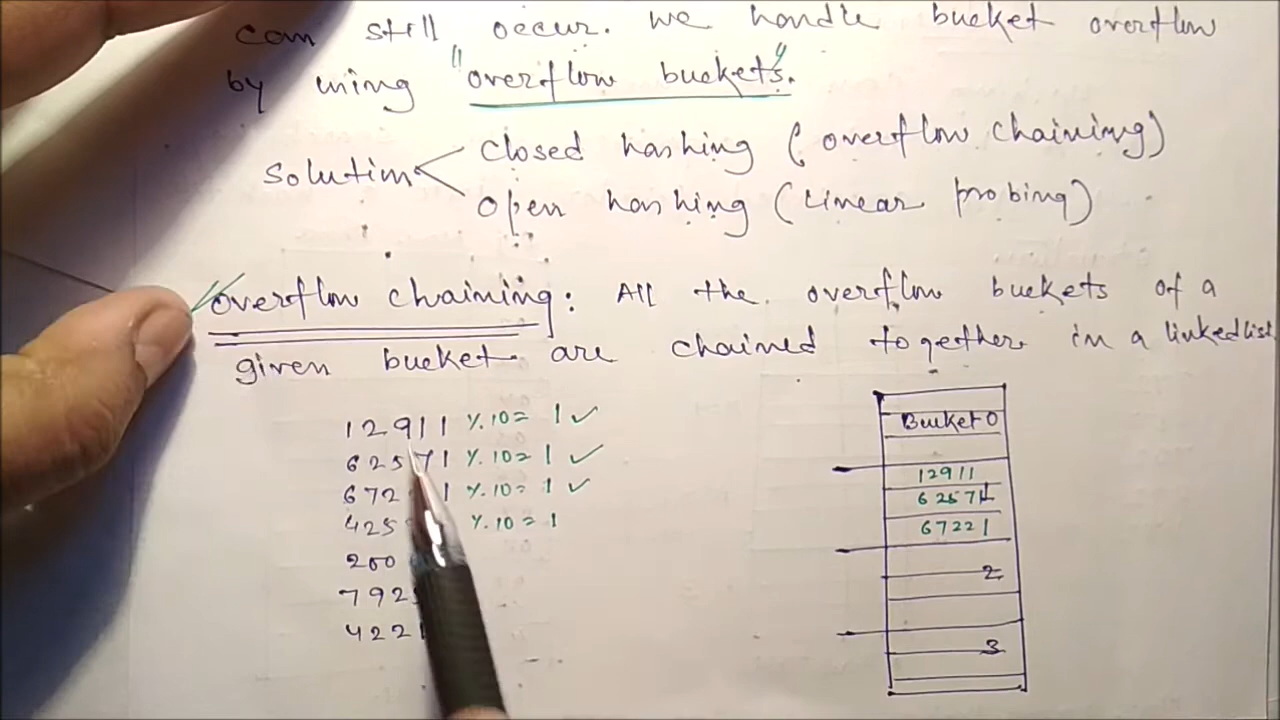 can still occur. we handle bucket overflow
by using "overflow buckets".
solution closed hashing (overflow chaining)
open hashing (linear probing)
overflow chaining: All the overflow buckets of a
given bucket are chained together in a linkedlist
12911 % 10 = 1 ✓
62571 % 10 = 1 ✓
672 1 % 10 = 1 ✓
425 % 10 = 1
200
792
422
Bucket 0
12911
62571
67221
2
3